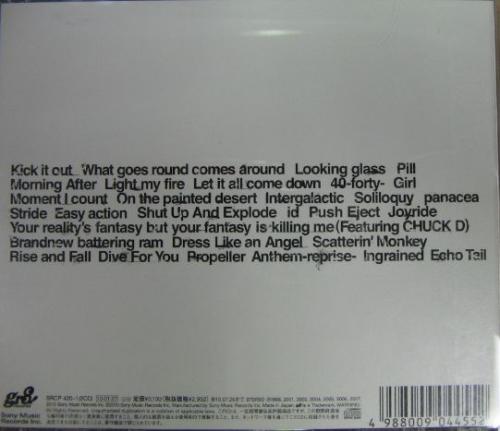 Kick it out   What goes round comes around   Looking glass   Pill
Morning After   Light my fire   Let it all come down   40-forty-   Girl
Moment I count   On the painted desert   Intergalactic   Soliloquy   panacea
Stride   Easy action   Shut Up And Explode   id   Push Eject   Joyride
Your reality's fantasy but your fantasy is killing me (Featuring CHUCK D)
Brandnew battering ram   Dress Like an Angel   Scatterin' Monkey
Rise and Fall   Dive For You   Propeller   Anthem-reprise-   Ingrained   Echo Tail
gr8
Sony Music
Records Inc.
STEREO
4 988009 044552